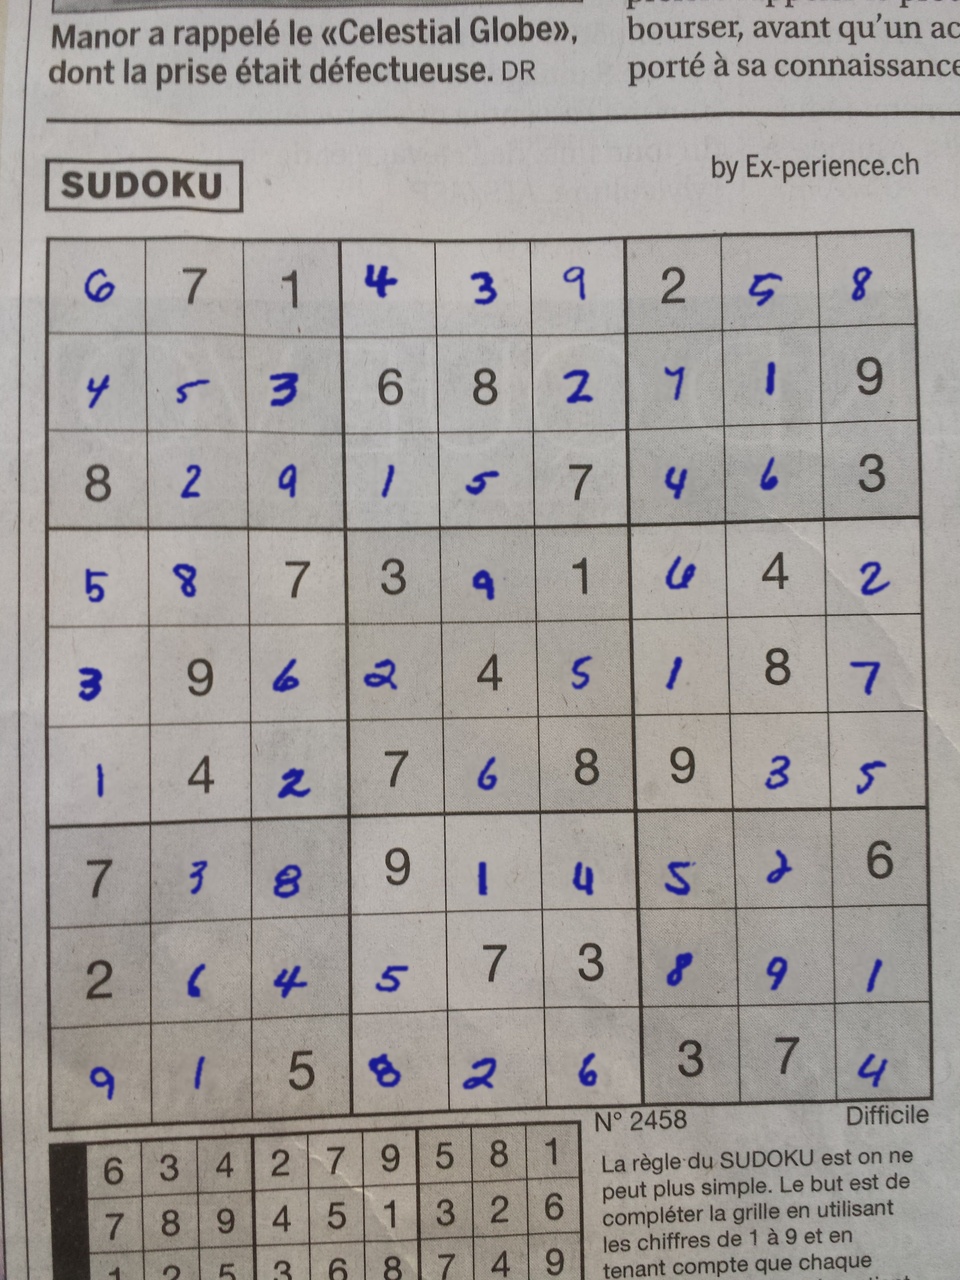 Manor a rappelé le «Celestial Globe»,
dont la prise était défectueuse. DR
bourser, avant qu'un ac
porté à sa connaissance
SUDOKU
by Ex-perience.ch
6 7 1 4 3 9 2 5 8
4 5 3 6 8 2 7 1 9
8 2 9 1 5 7 4 6 3
5 8 7 3 9 1 6 4 2
3 9 6 2 4 5 1 8 7
1 4 2 7 6 8 9 3 5
7 3 8 9 1 4 5 2 6
2 6 4 5 7 3 8 9 1
9 1 5 8 2 6 3 7 4
N° 2458
Difficile
6 3 4 2 7 9 5 8 1
7 8 9 4 5 1 3 2 6
1 2 5 3 6 8 7 4 9
La règle du SUDOKU est on ne
peut plus simple. Le but est de
compléter la grille en utilisant
les chiffres de 1 à 9 et en
tenant compte que chaque